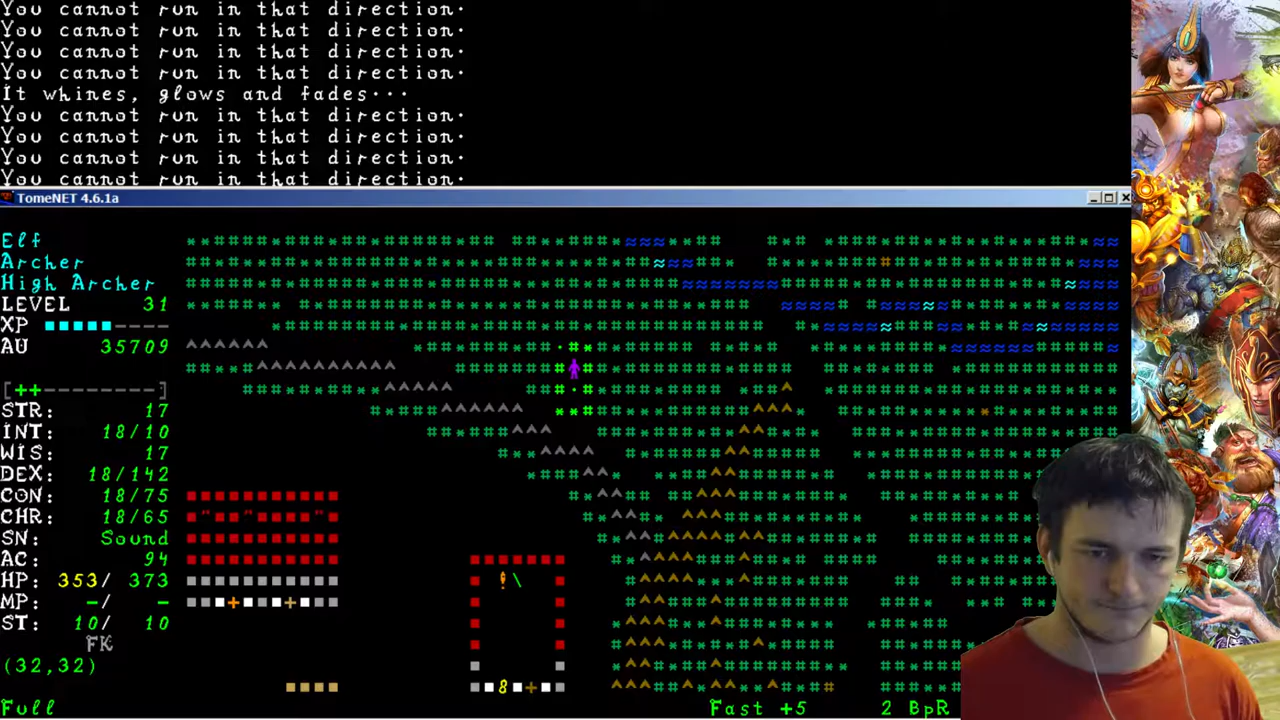 You cannot run in that direction.
You cannot run in that direction.
You cannot run in that direction.
You cannot run in that direction.
It whines, glows and fades...
You cannot run in that direction.
You cannot run in that direction.
You cannot run in that direction.
You cannot run in that direction.
TomeNET 4.6.1a
Elf
Archer
High Archer
LEVEL 31
XP
AU 35709
[++---------]
STR: 17
INT: 18/10
WIS: 17
DEX: 18/142
CON: 18/75
CHR: 18/65
SN: Sound
AC: 94
HP: 353/ 373
MP: -/ -
ST: 10/ 10
FK
(32,32)
8
Full Fast +5 2 BpR